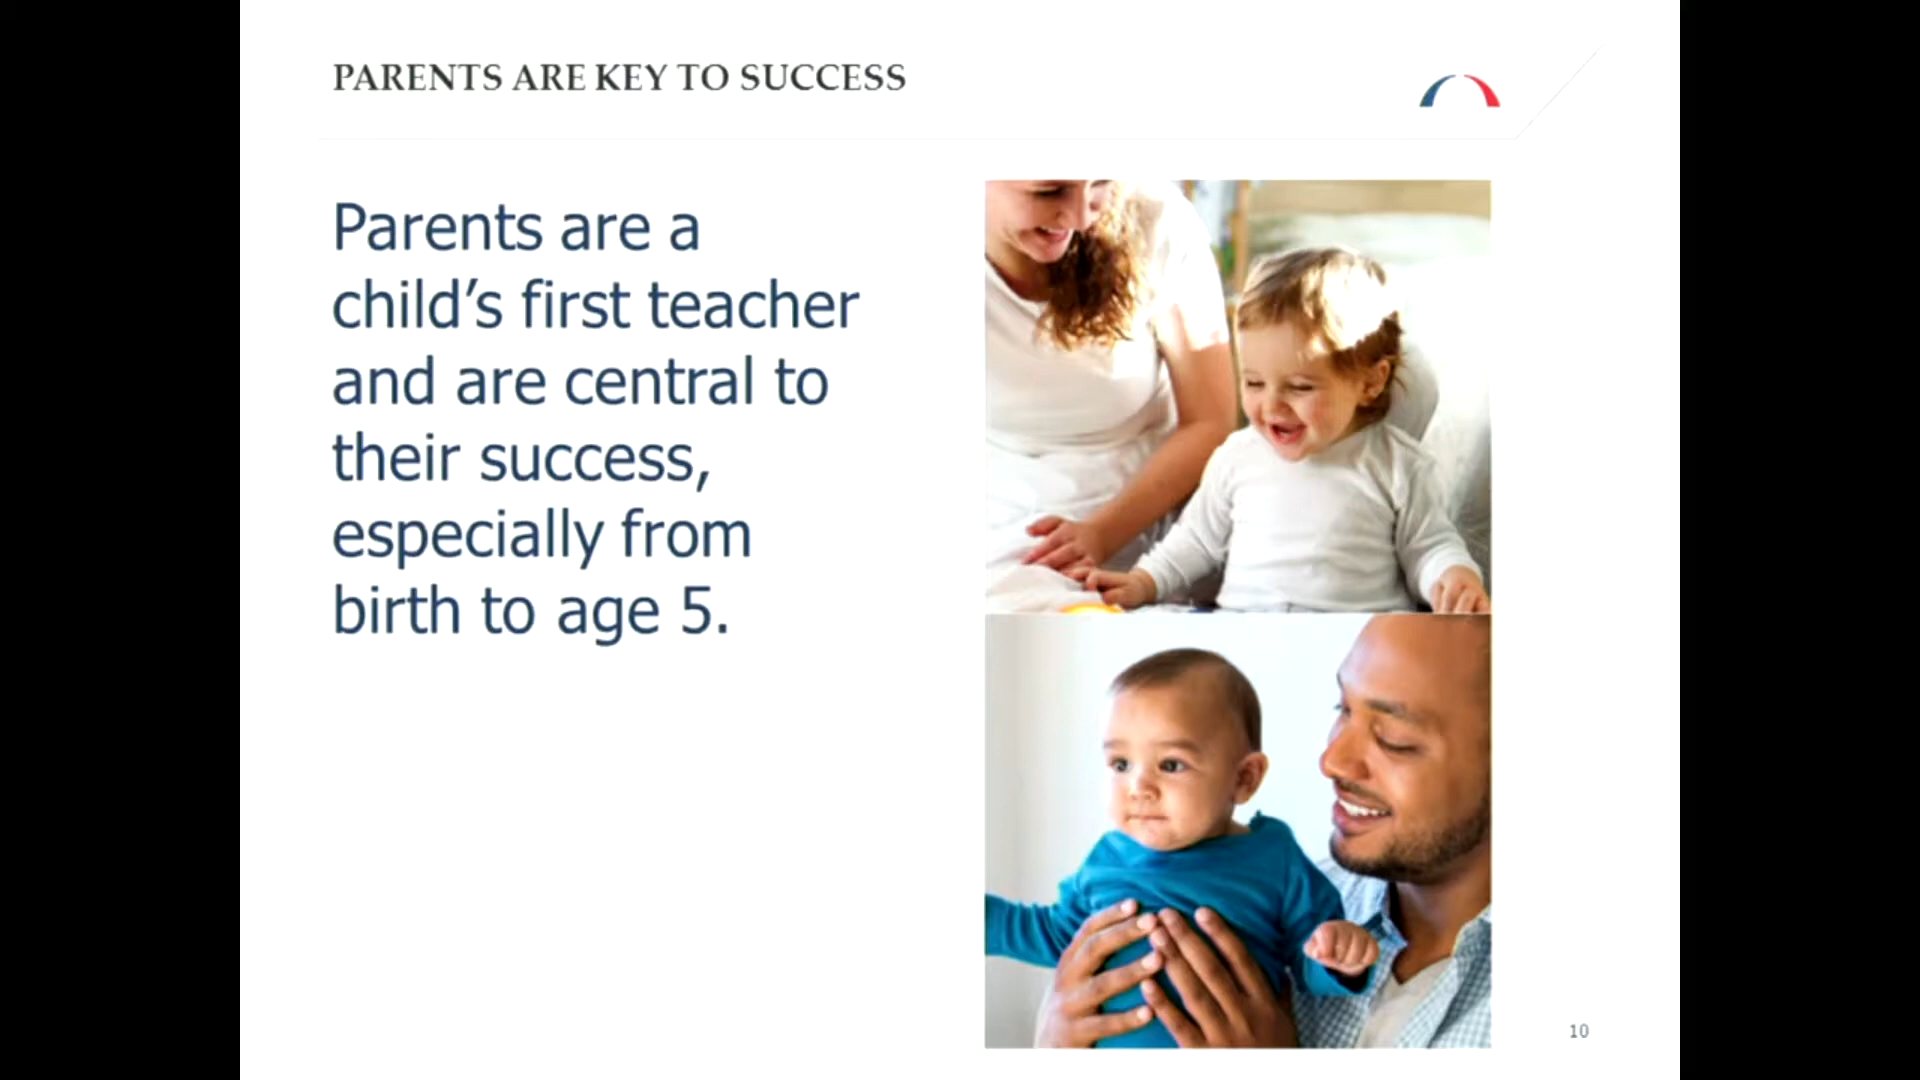 PARENTS ARE KEY TO SUCCESS
Parents are a
child’s first teacher
and are central to
their success,
especially from
birth to age 5.
10